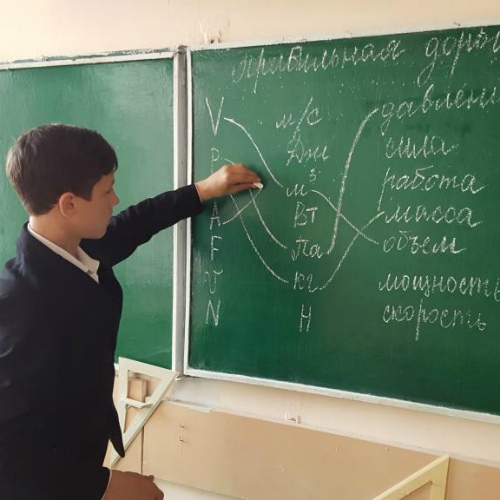 Правильная доро
V м/с давлени
P Дж сила
м³ работа
A Вт масса
F Па объем
υ кг мощность
N Н скорость